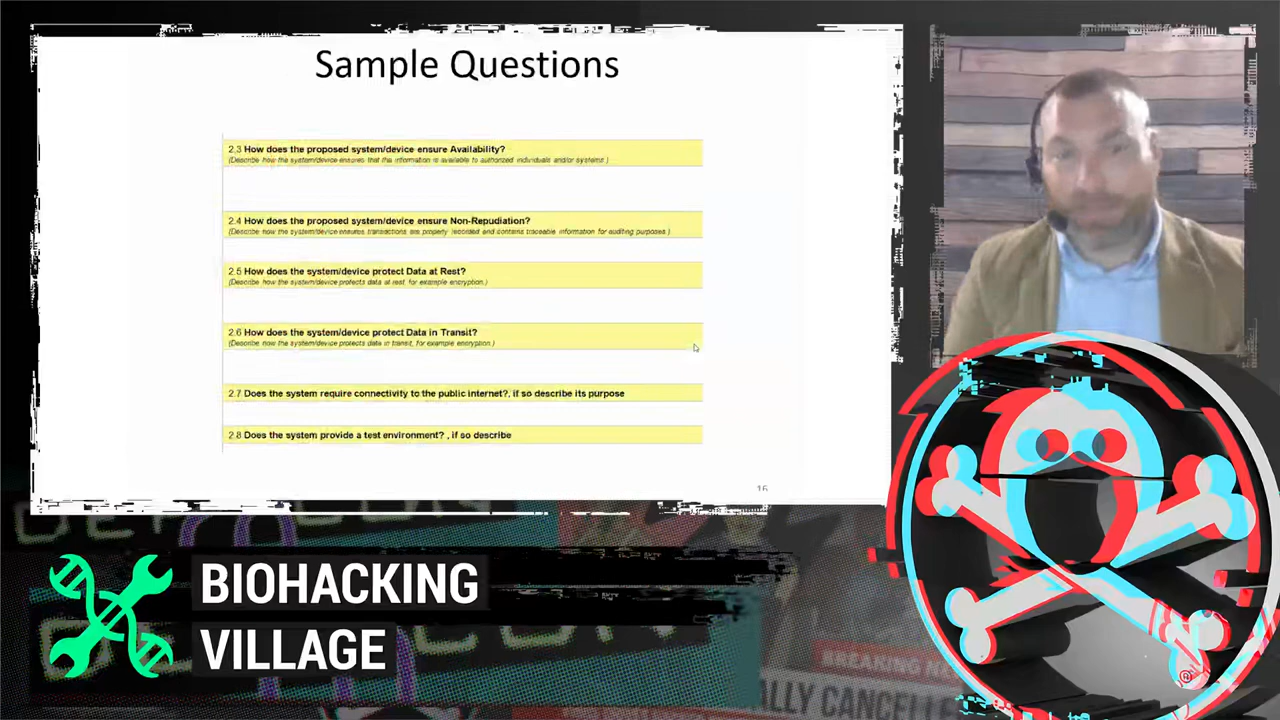 Sample Questions
2.3 How does the proposed system/device ensure Availability?
(Describe how the system/device ensures that the information is available to authorized individuals and/or systems.)
2.4 How does the proposed system/device ensure Non-Repudiation?
(Describe how the system/device ensures transactions are properly recorded and contains traceable information for auditing purposes.)
2.5 How does the system/device protect Data at Rest?
(Describe how the system/device protects data at rest, for example encryption.)
2.6 How does the system/device protect Data in Transit?
(Describe how the system/device protects data in transit, for example encryption.)
2.7 Does the system require connectivity to the public internet?, if so describe its purpose
2.8 Does the system provide a test environment? , if so describe
16
BIOHACKING
VILLAGE
BREAKING
ALLY CANCELLE
®